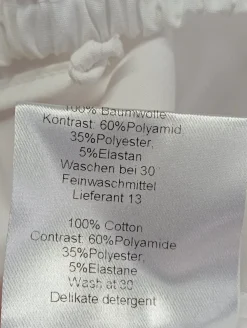 100% Baumwolle
Kontrast: 60%Polyamid
35%Polyester,
5%Elastan
Waschen bei 30
Feinwaschmittel
Lieferant 13
100% Cotton
Contrast: 60%Polyamide
35%Polyester,
5%Elastane
Wash at 30
Delikate detergent